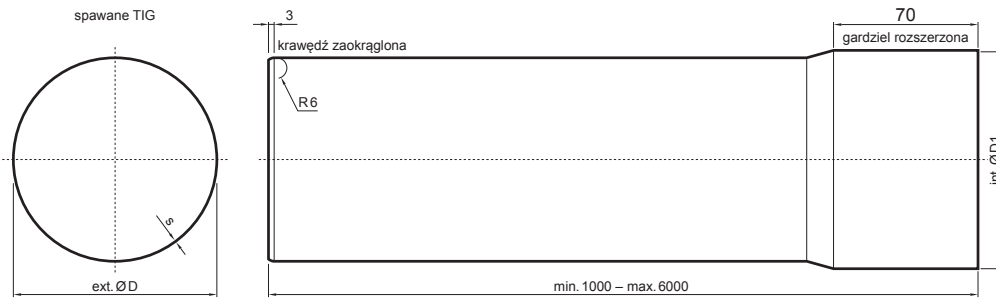 spawane TIG
3
krawędź zaokrąglona
R6
70
gardziel rozszerzona
int. ØD1
s
ext. ØD
min. 1000 – max. 6000